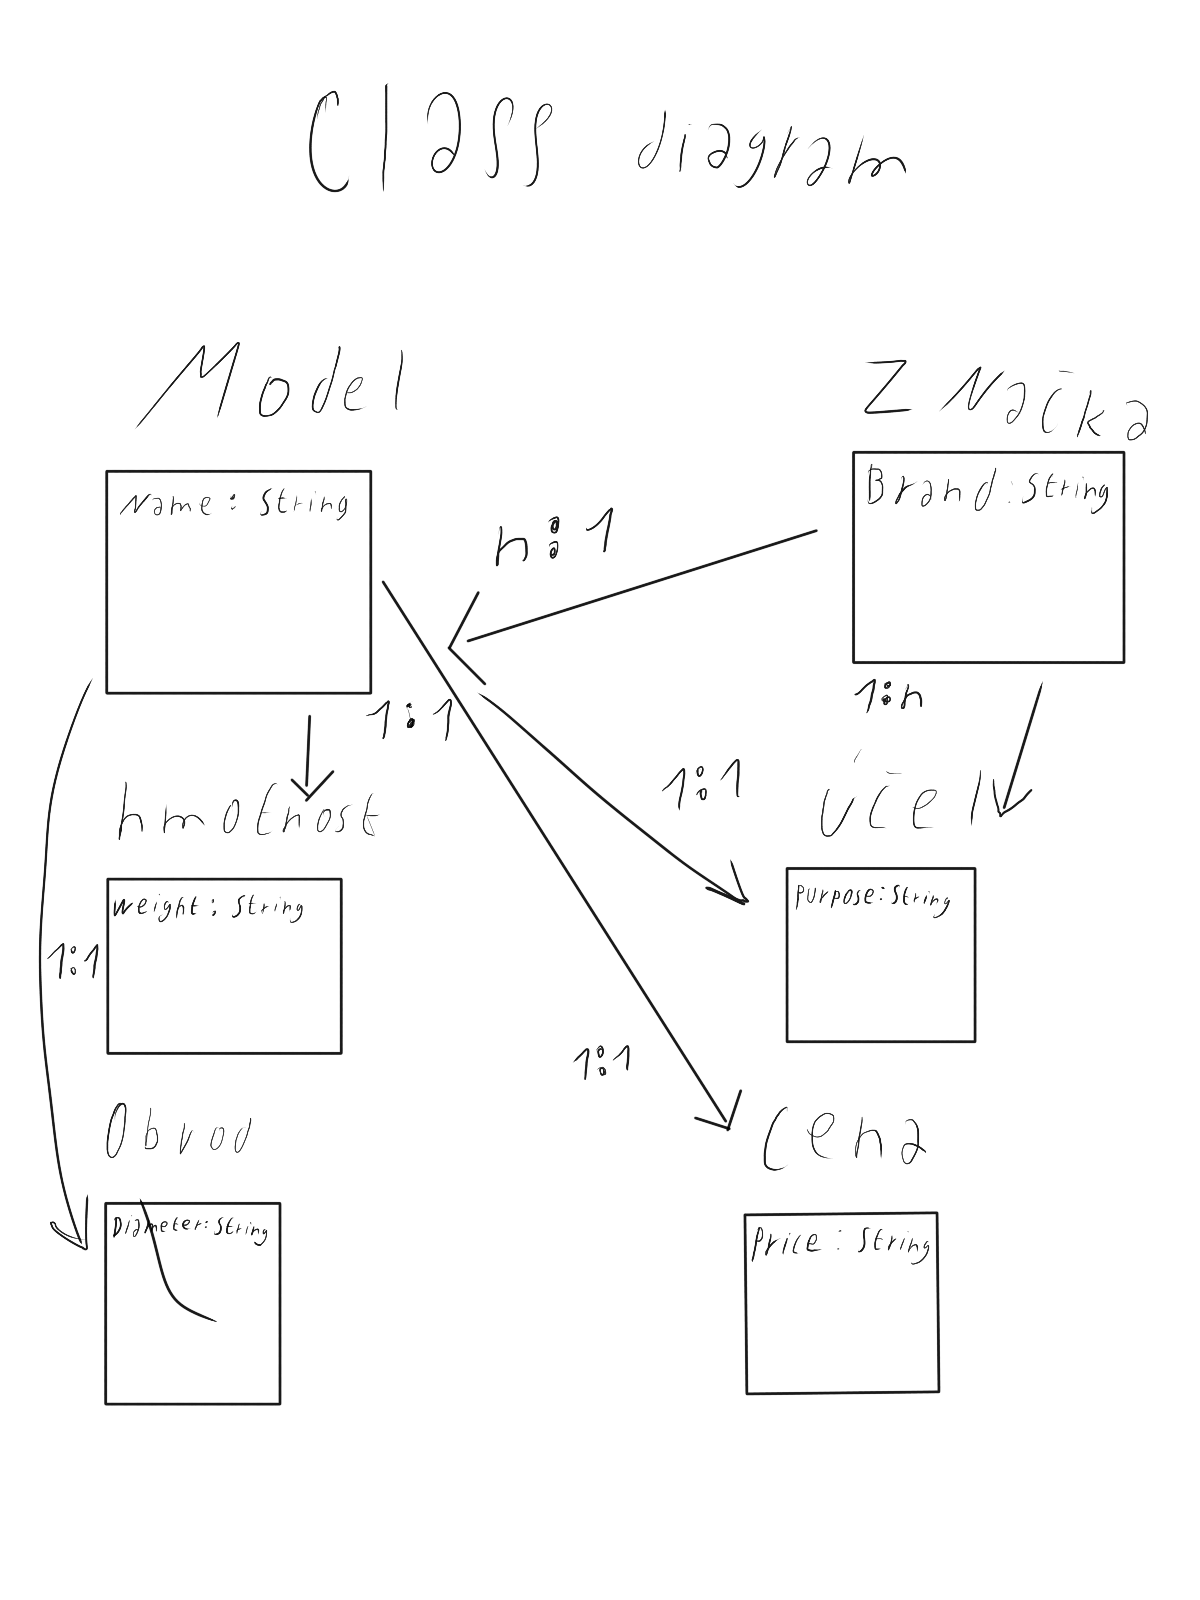 Class diagram
Model
Značka
Name: String
Brand: String
n:1
1:1
1:n
1:1
hmotnost
účel
Weight: String
Purpose: String
1:1
1:1
Obvod
Cena
Diameter: String
Price: String